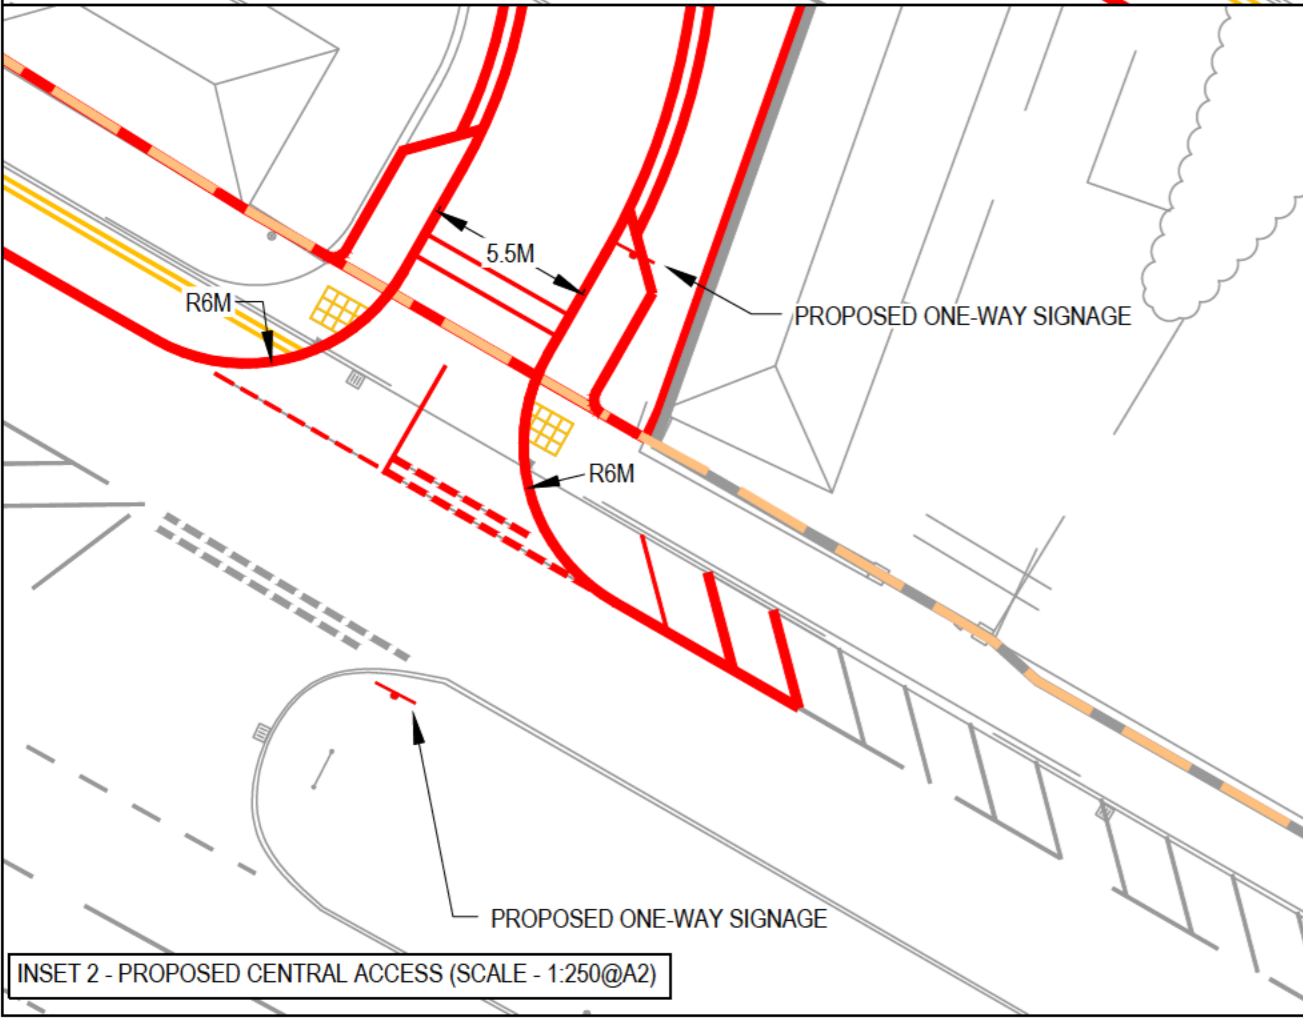 5.5M
R6M
PROPOSED ONE-WAY SIGNAGE
R6M
PROPOSED ONE-WAY SIGNAGE
INSET 2 - PROPOSED CENTRAL ACCESS (SCALE - 1:250@A2)